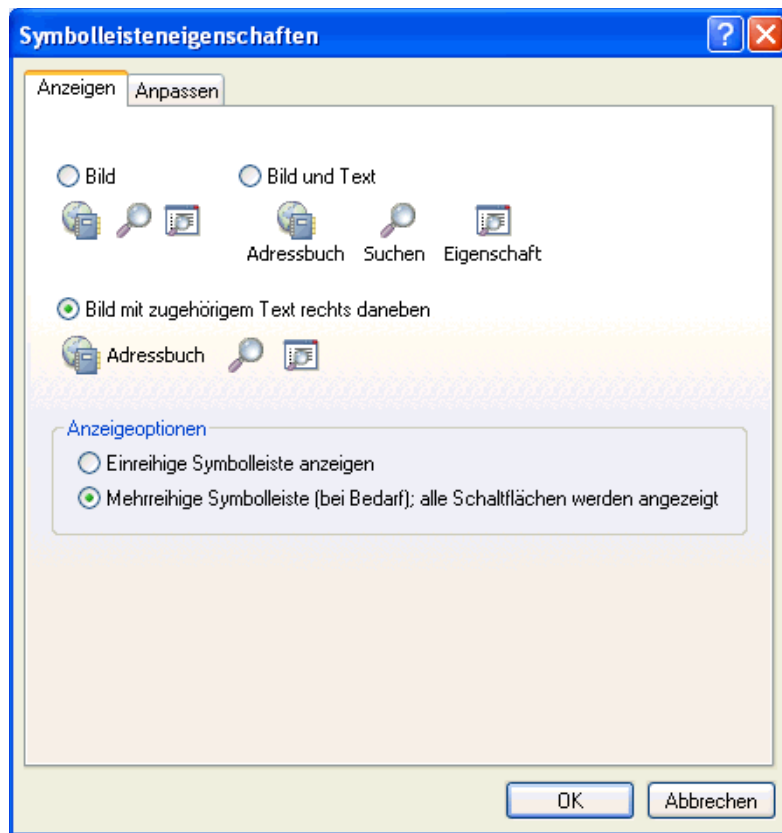 Symbolleisteneigenschaften
Anzeigen Anpassen
Bild Bild und Text
Adressbuch Suchen Eigenschaft
Bild mit zugehörigem Text rechts daneben
Adressbuch
Anzeigeoptionen
Einreihige Symbolleiste anzeigen
Mehrreihige Symbolleiste (bei Bedarf); alle Schaltflächen werden angezeigt
OK Abbrechen